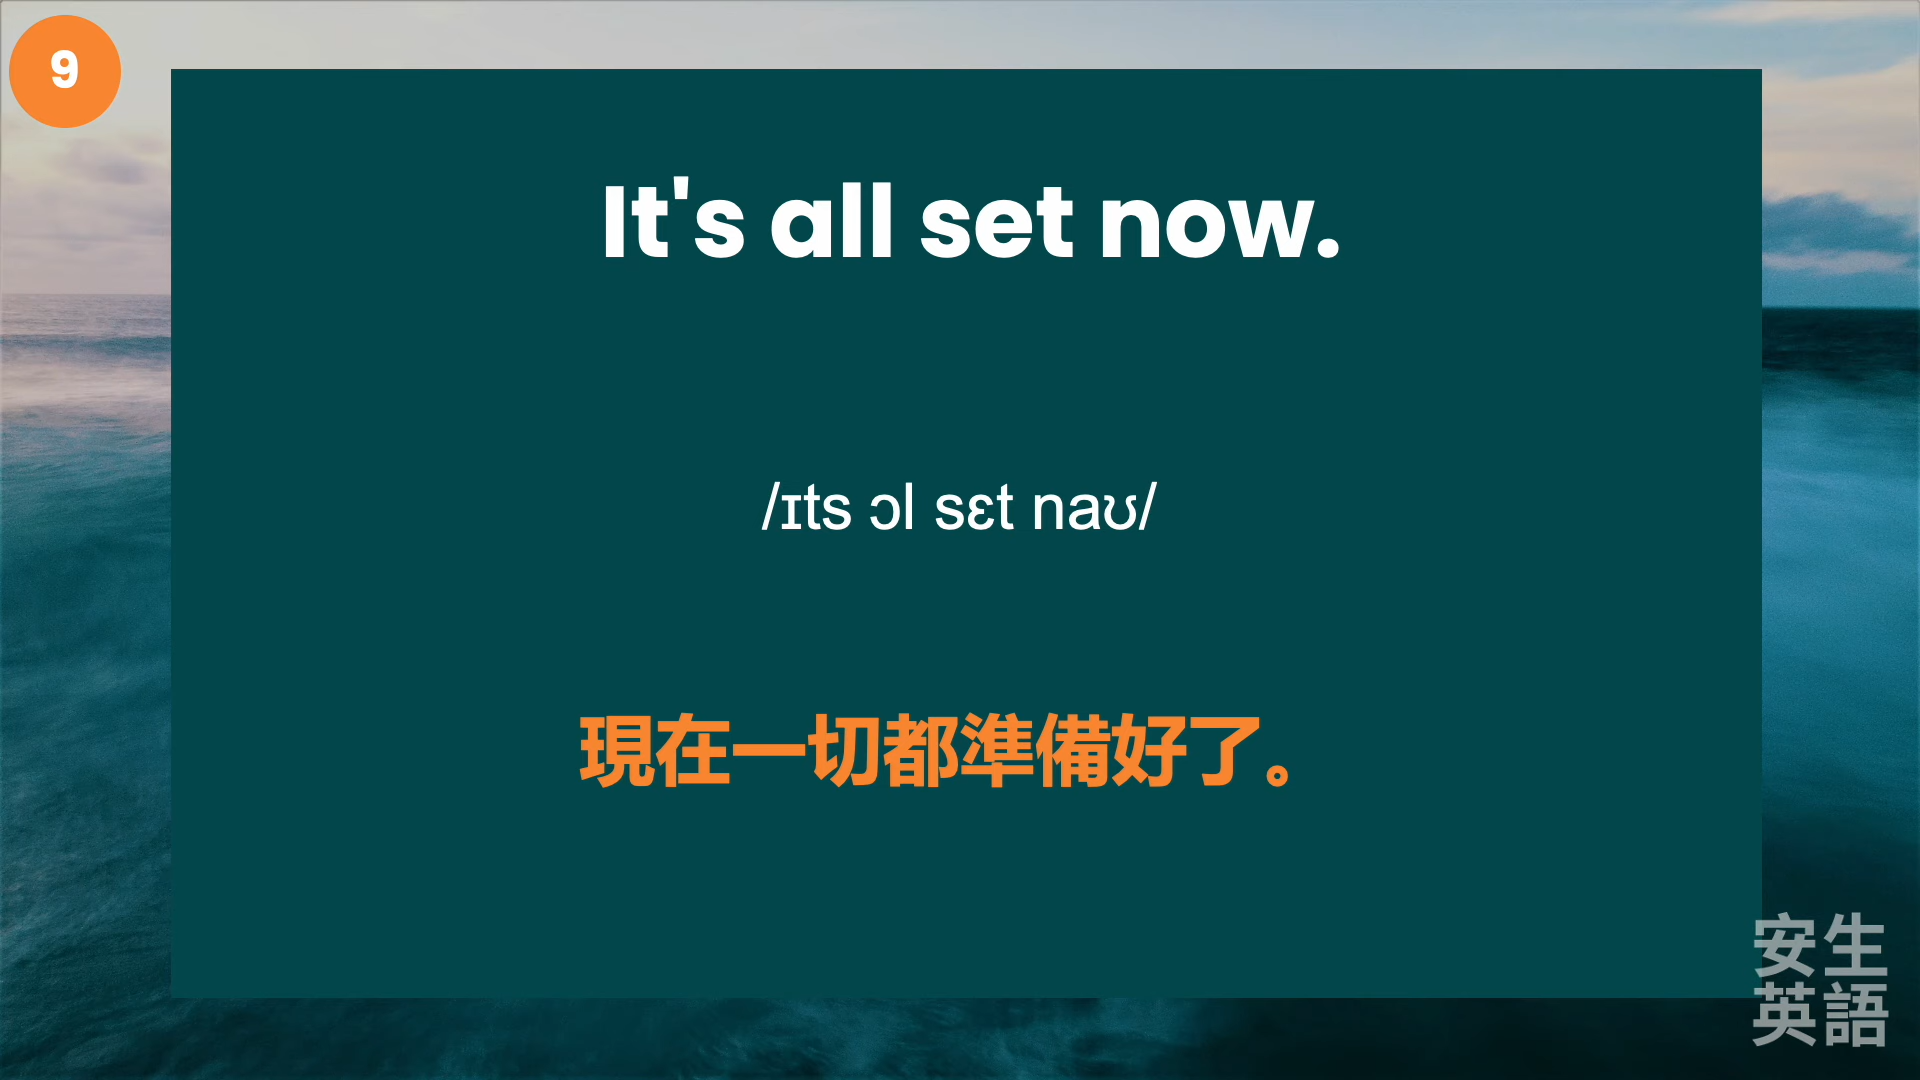 9
It's all set now.
/ɪts ɔl sɛt naʊ/
現在一切都準備好了。
安生
英語